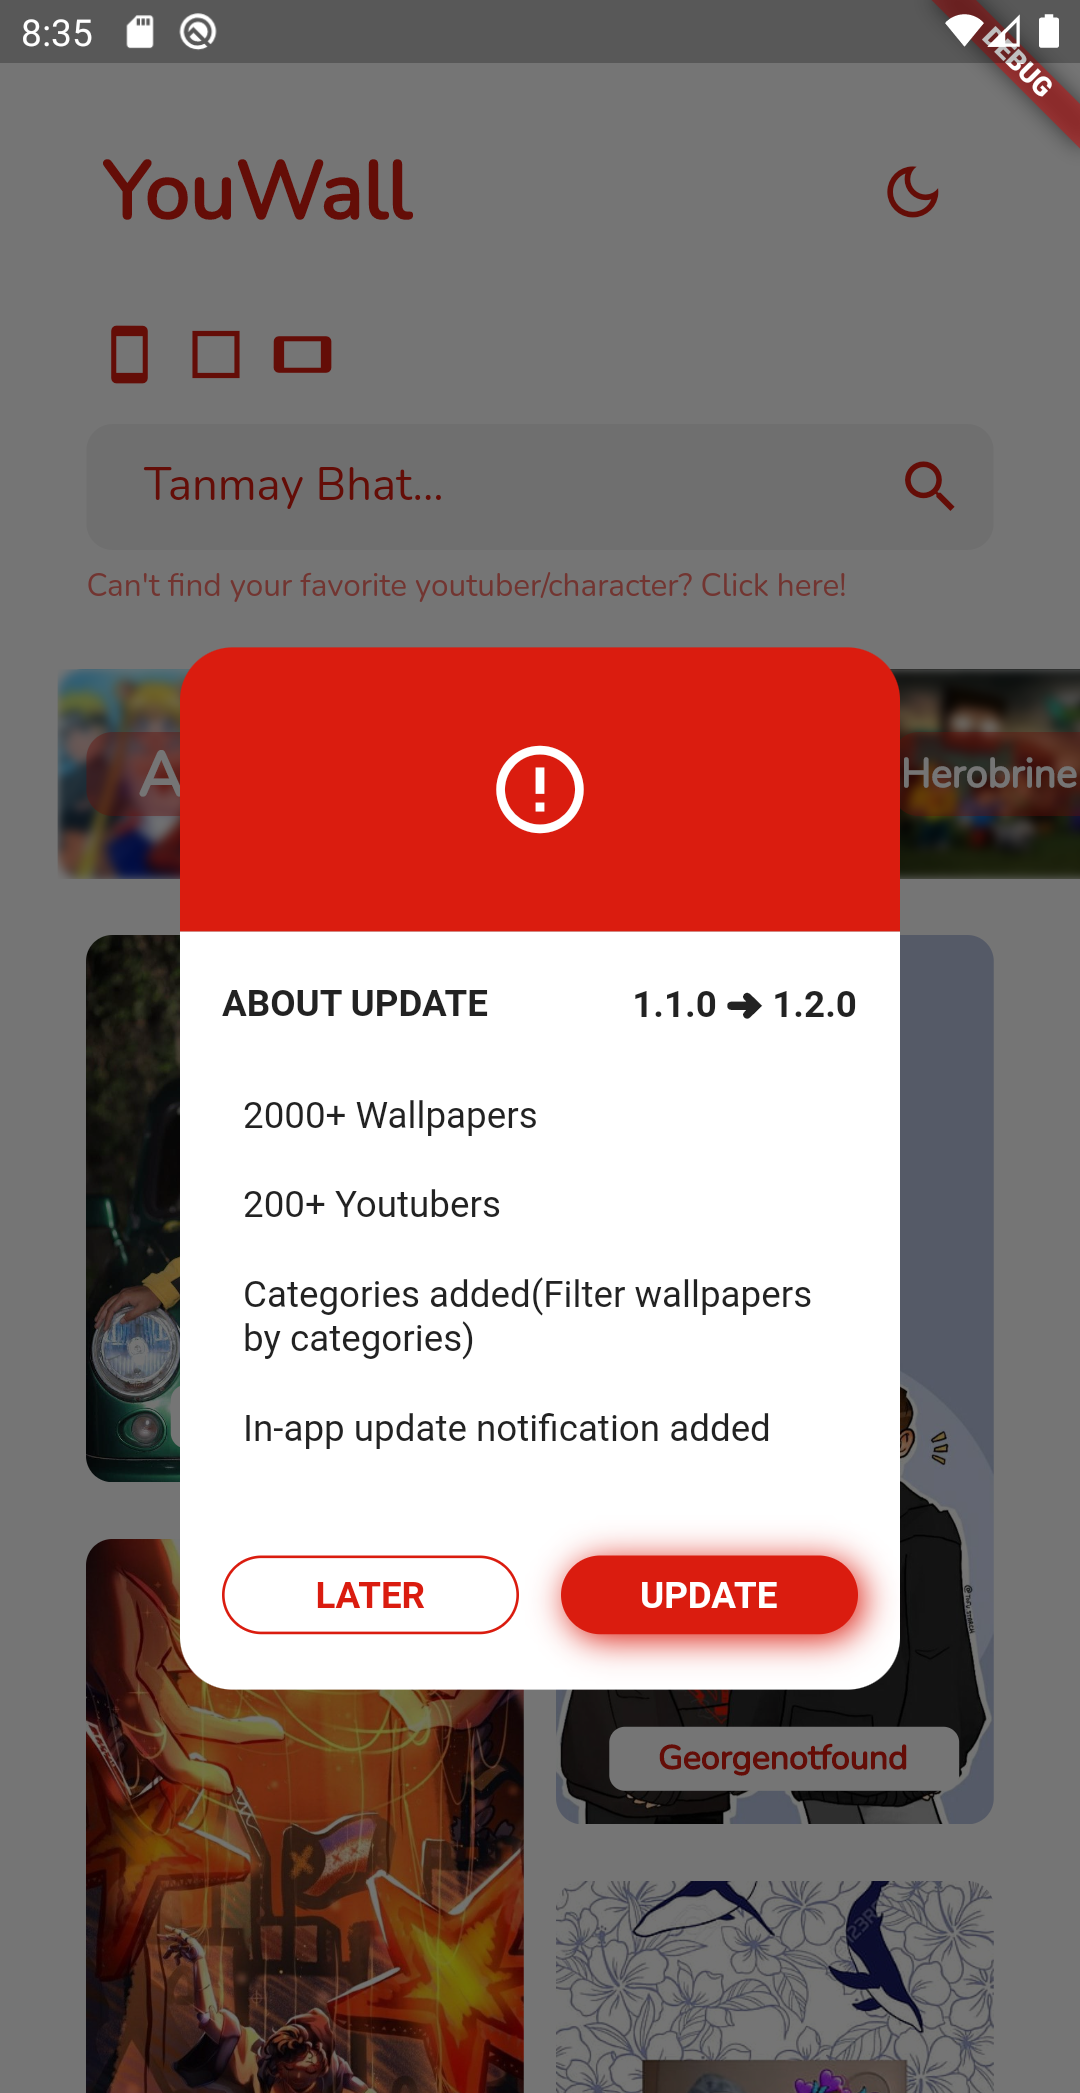 8:35
DEBUG
YouWall
Tanmay Bhat...
Can't find your favorite youtuber/character? Click here!
A
Herobrine
ABOUT UPDATE 1.1.0 ➜ 1.2.0
2000+ Wallpapers
200+ Youtubers
Categories added(Filter wallpapers
by categories)
In-app update notification added
LATER UPDATE
Georgenotfound